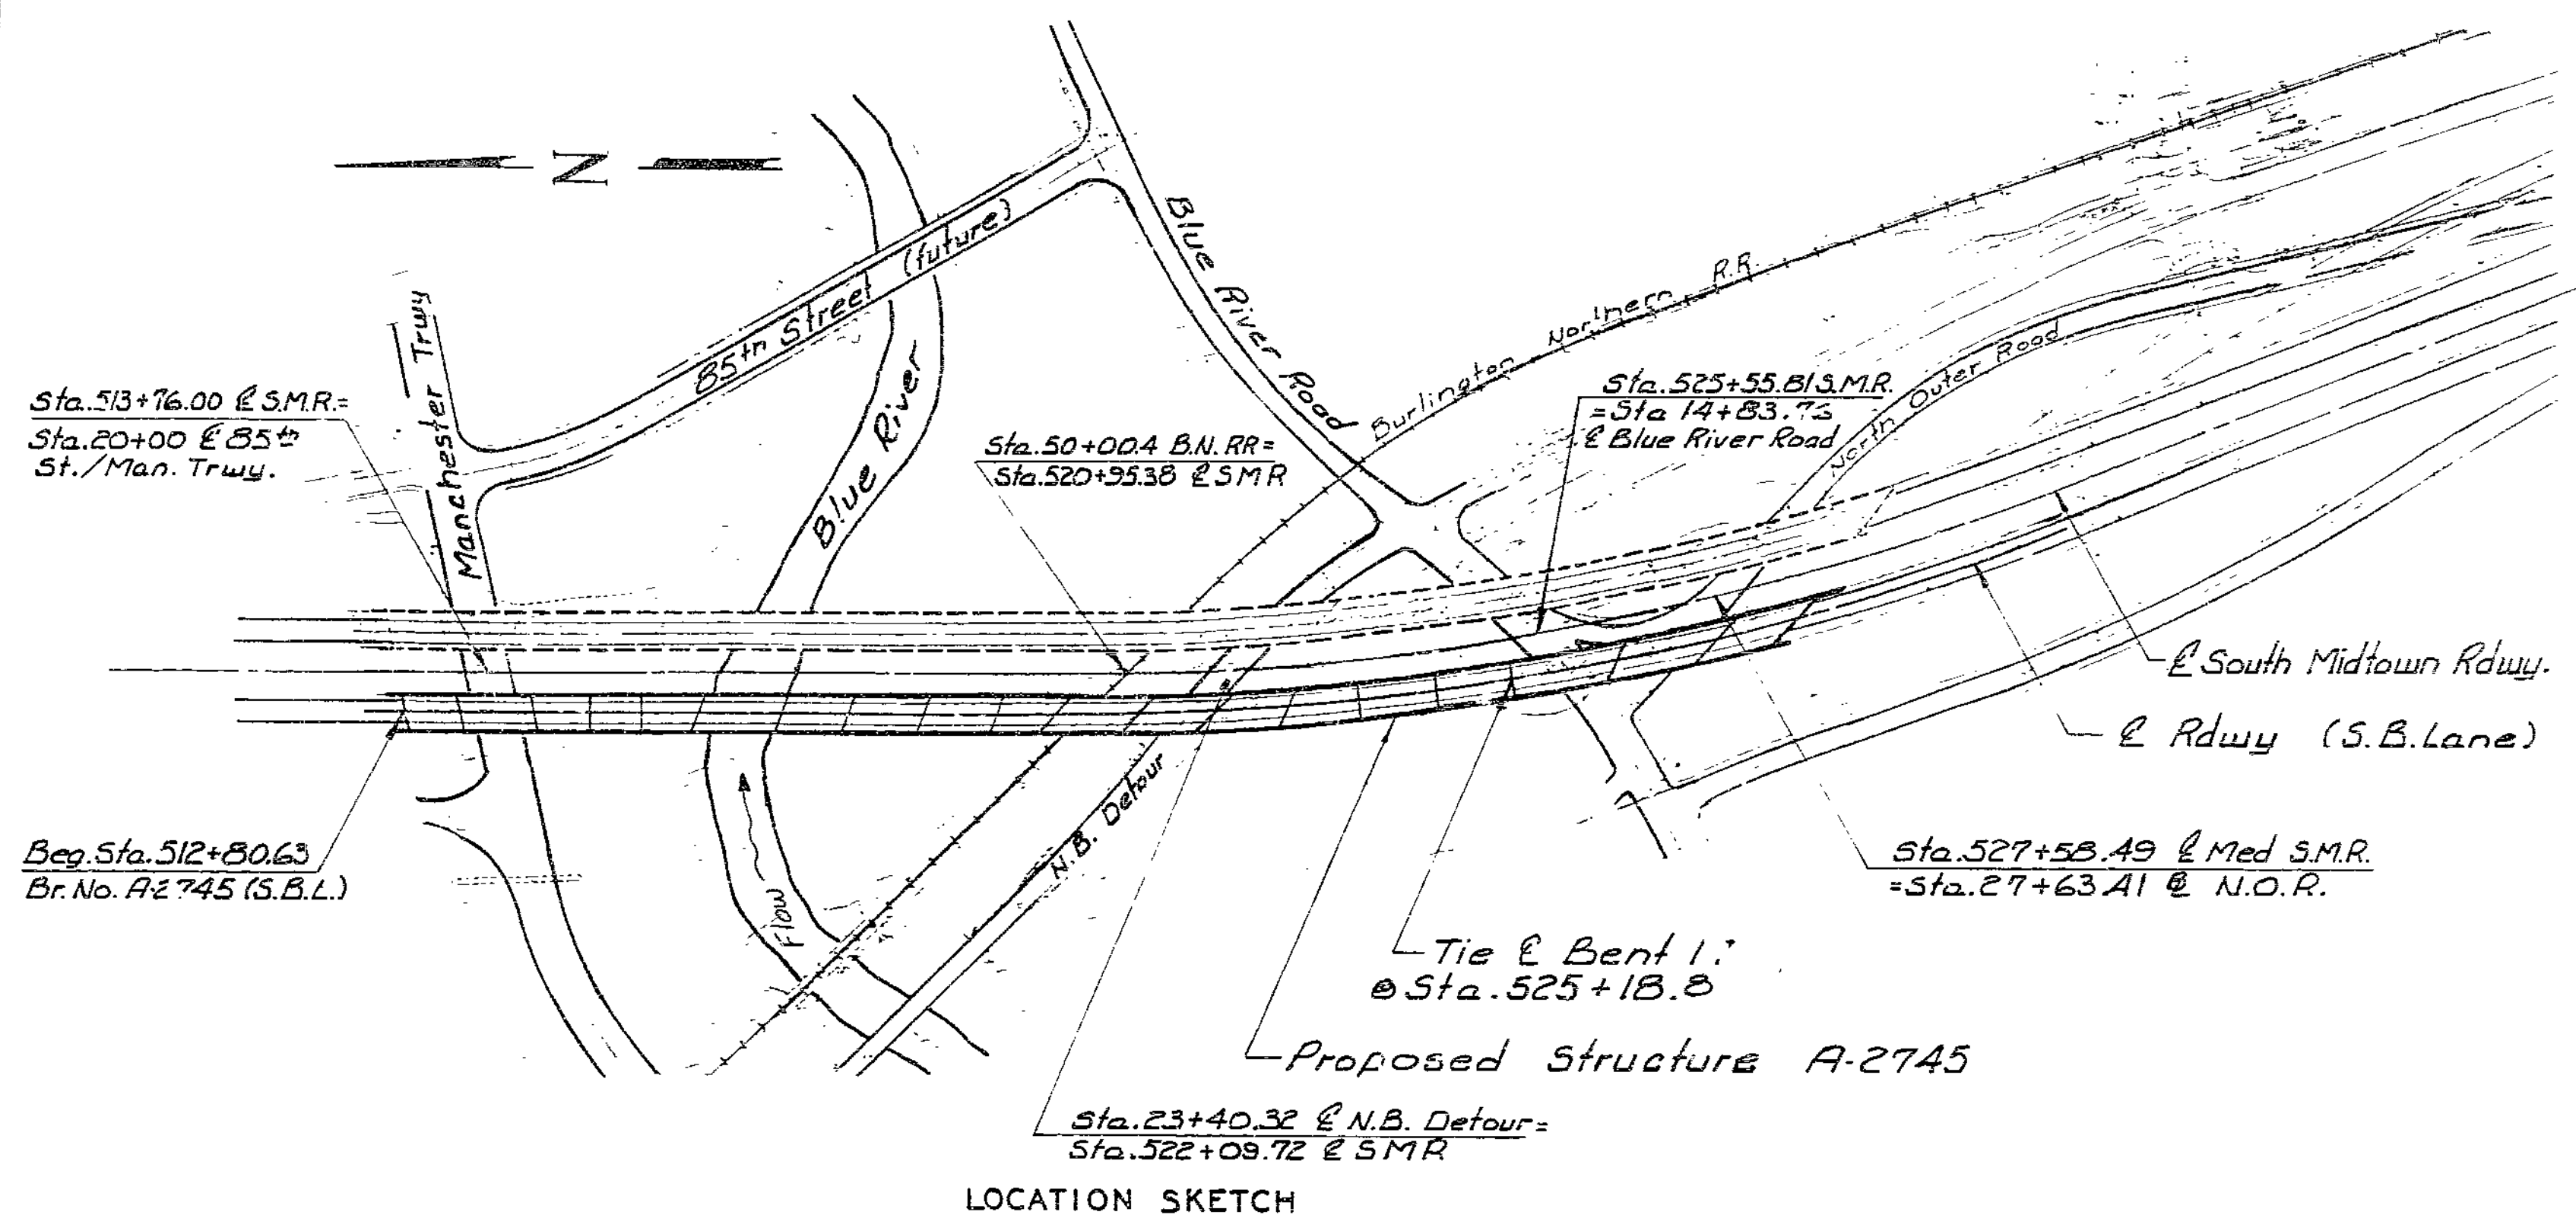 N
Blue River Road
85th Street (future)
Manchester Trwy
Blue River
Burlington Northern R.R.
North Outer Road
Sta.513+76.00 ℄ S.M.R.=
Sta.20+00 ℄ 85th
St./Man. Trwy.
Sta.50+00.4 B.N. RR=
Sta.520+95.38 ℄ SMR
Sta.525+55.81 S.M.R.
=Sta 14+83.73
℄ Blue River Road
℄ South Midtown Rdwy.
℄ Rdwy (S.B.Lane)
N.B. Detour
Flow
Beg.Sta.512+80.63
Br.No. A-2745 (S.B.L.)
Sta.527+58.49 ℄ Med S.M.R.
=Sta.27+63.41 ℄ N.O.R.
Tie ℄ Bent
@ Sta.525+18.8
Proposed Structure A-2745
Sta.23+40.32 ℄ N.B. Detour=
Sta.522+09.72 ℄ SMR
LOCATION SKETCH